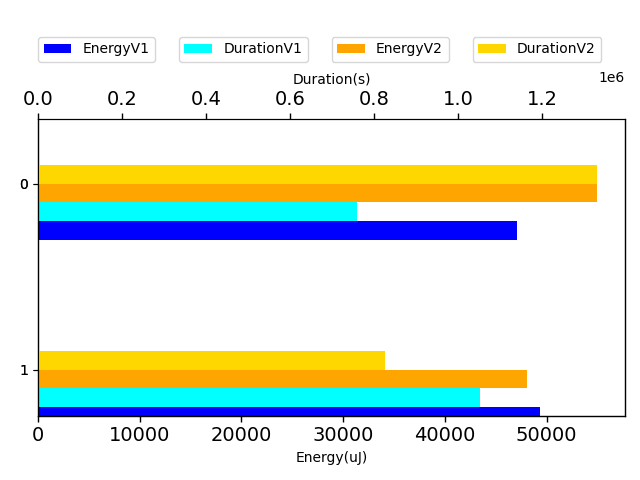 EnergyV1 DurationV1 EnergyV2 DurationV2
Duration(s)
1e6
0.0 0.2 0.4 0.6 0.8 1.0 1.2
0
1
0 10000 20000 30000 40000 50000
Energy(uJ)